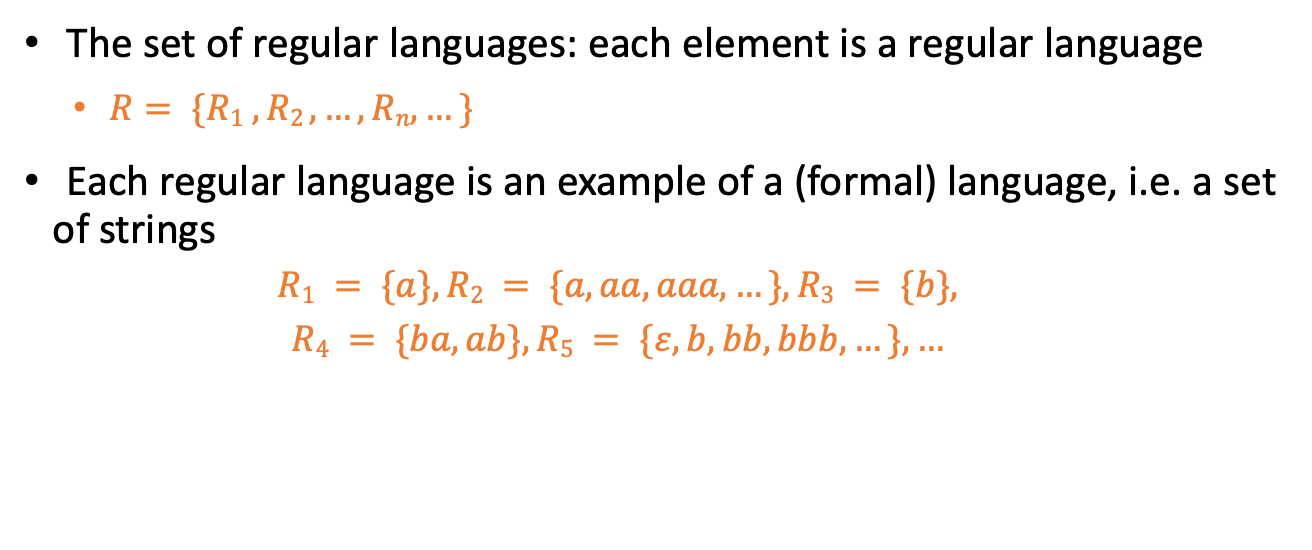 • The set of regular languages: each element is a regular language
• R = {R₁ , R₂, … , Rₙ, … }
• Each regular language is an example of a (formal) language, i.e. a set
of strings
R₁ = {a}, R₂ = {a, aa, aaa, … }, R₃ = {b},
R₄ = {ba, ab}, R₅ = {ε, b, bb, bbb, … }, …